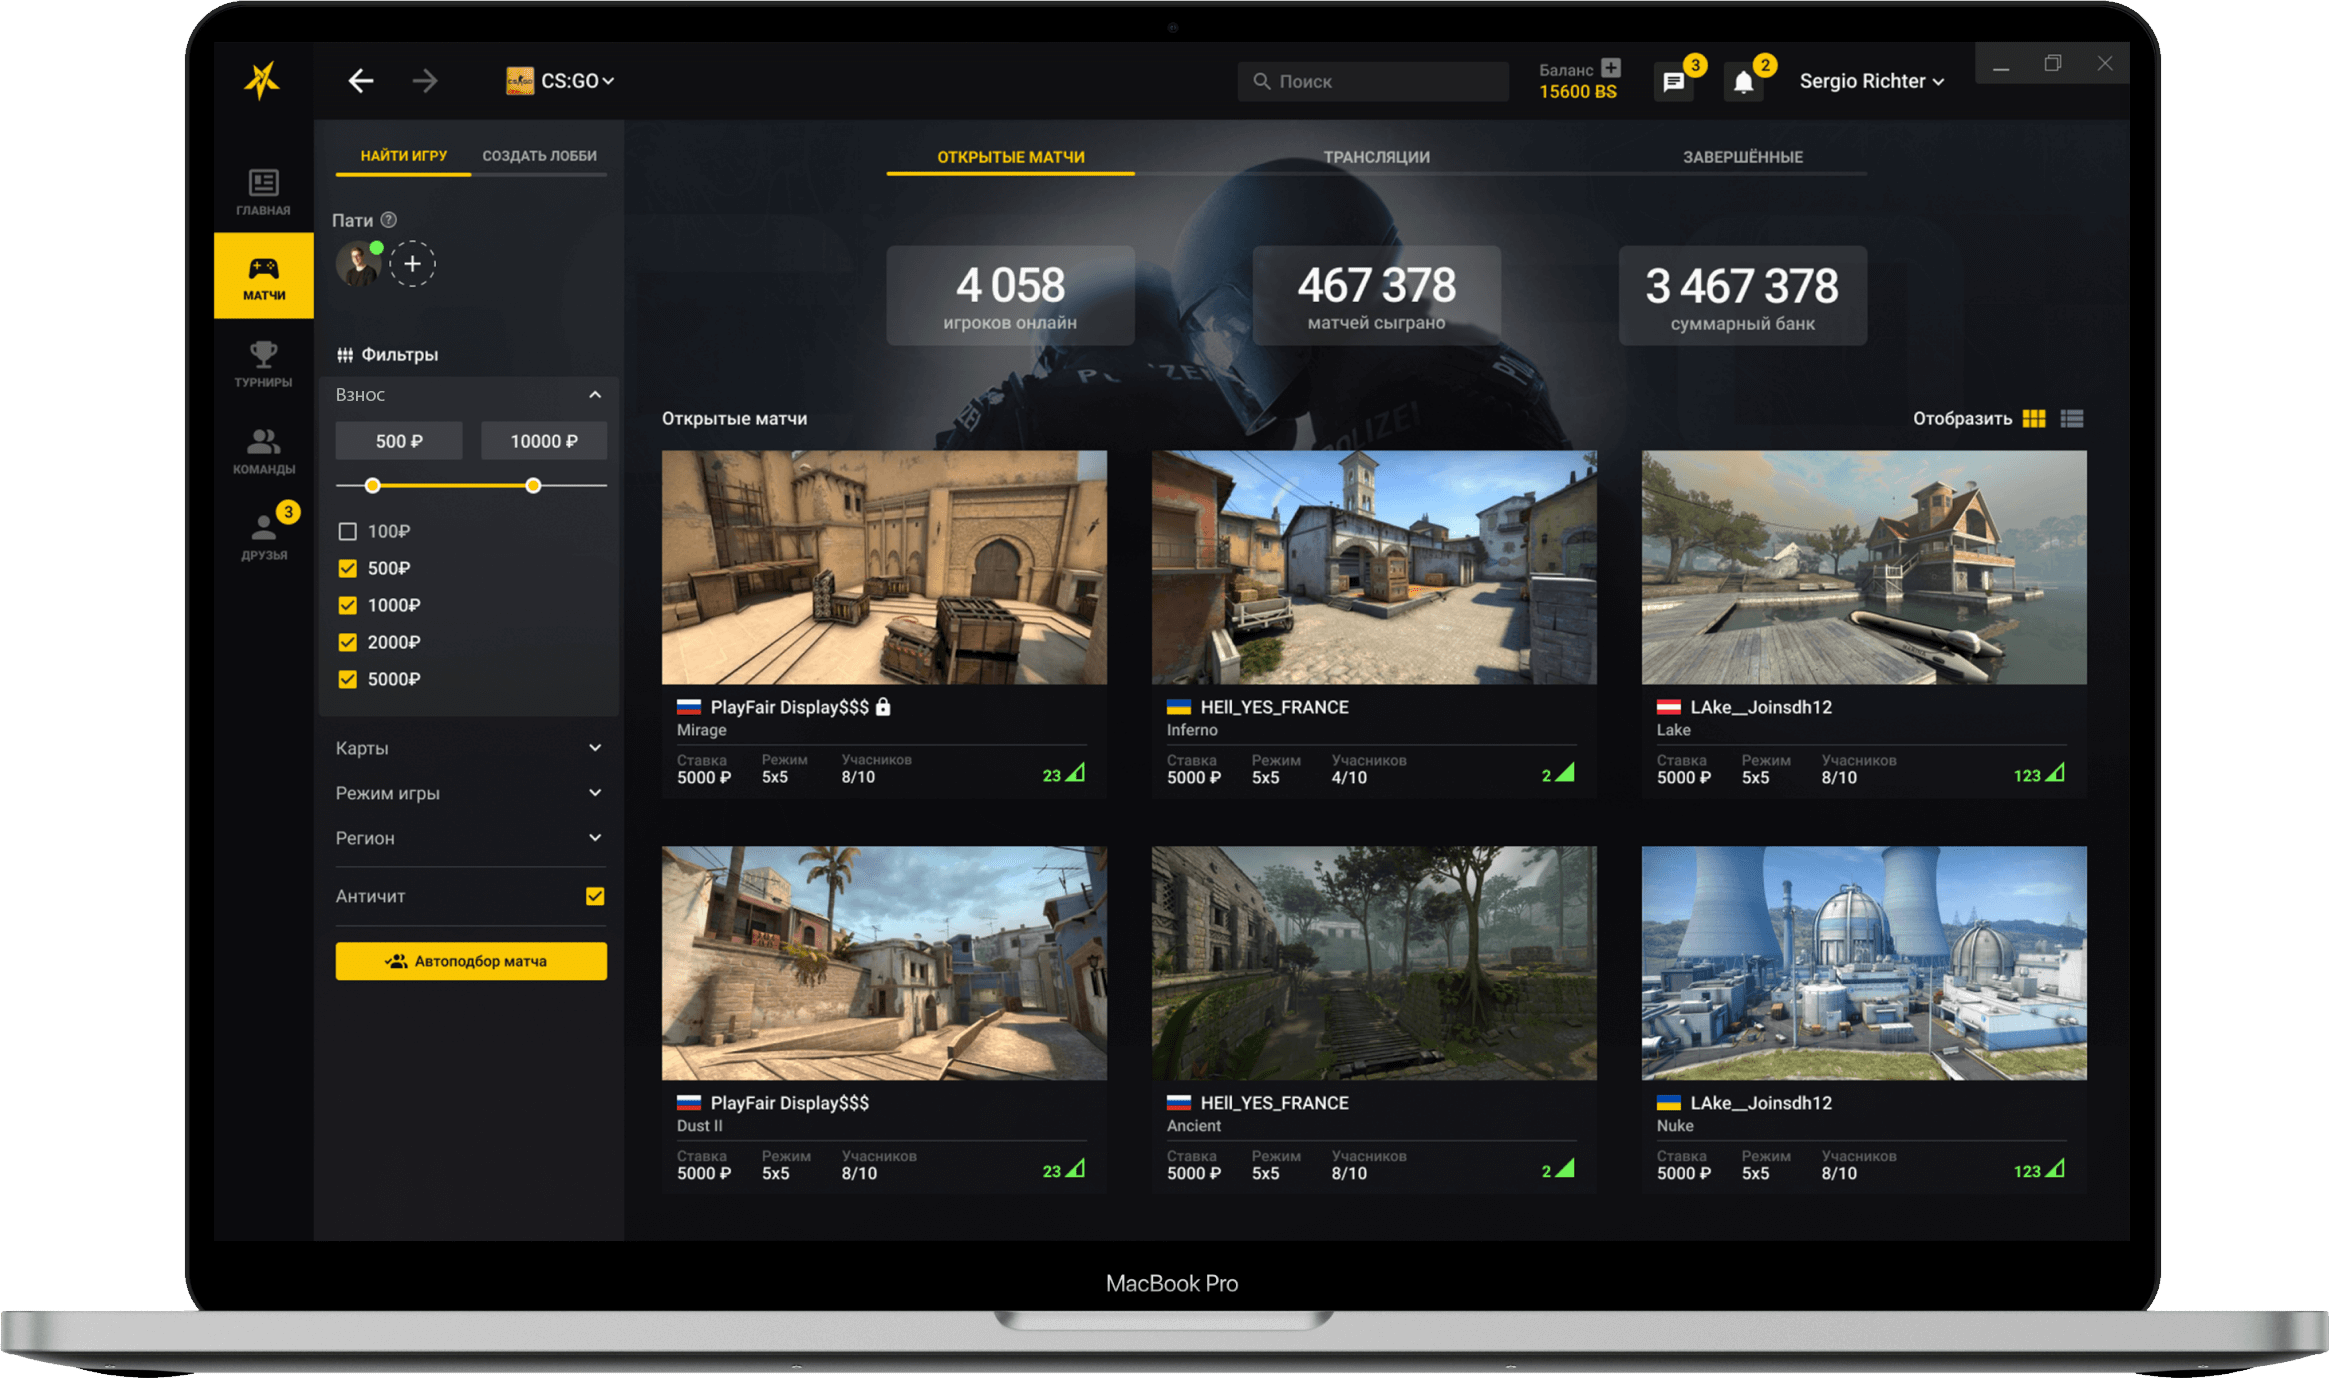 CS:GO
Поиск
Баланс
15600 BS
3
2
Sergio Richter
ГЛАВНАЯ
МАТЧИ
ТУРНИРЫ
КОМАНДЫ
3
ДРУЗЬЯ
НАЙТИ ИГРУ
СОЗДАТЬ ЛОББИ
Пати ?
Фильтры
Взнос
500 ₽
10000 ₽
100₽
500₽
1000₽
2000₽
5000₽
Карты
Режим игры
Регион
Античит
Автоподбор матча
ОТКРЫТЫЕ МАТЧИ
ТРАНСЛЯЦИИ
ЗАВЕРШЁННЫЕ
4 058
игроков онлайн
467 378
матчей сыграно
3 467 378
суммарный банк
POLIZEI
Открытые матчи
Отобразить
PlayFair Display$$$
Mirage
Ставка Режим Учасников
5000 ₽ 5x5 8/10
23
HEll_YES_FRANCE
Inferno
Ставка Режим Учасников
5000 ₽ 5x5 4/10
2
LAke__Joinsdh12
Lake
Ставка Режим Учасников
5000 ₽ 5x5 8/10
123
PlayFair Display$$$
Dust II
Ставка Режим Учасников
5000 ₽ 5x5 8/10
23
HEll_YES_FRANCE
Ancient
Ставка Режим Учасников
5000 ₽ 5x5 8/10
2
LAke__Joinsdh12
Nuke
Ставка Режим Учасников
5000 ₽ 5x5 8/10
123
MacBook Pro